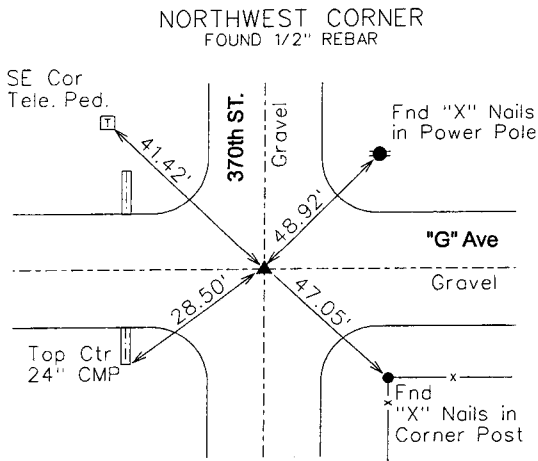 NORTHWEST CORNER
FOUND 1/2" REBAR
SE Cor
Tele. Ped.
T
41.42'
370th ST.
Gravel
Fnd "X" Nails
in Power Pole
48.92'
"G" Ave
Gravel
28.50'
47.05'
Top Ctr
24" CMP
x
x
Fnd
"X" Nails in
Corner Post